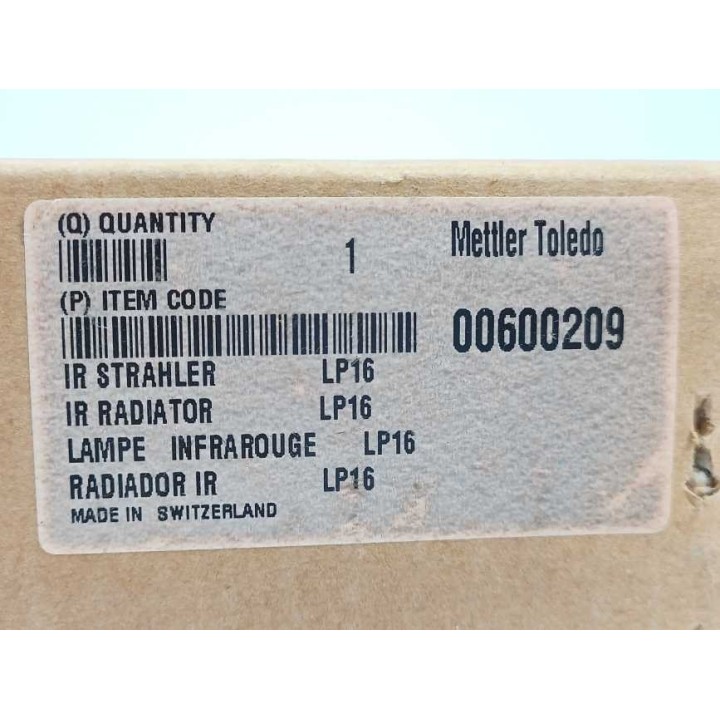 (Q) QUANTITY
1
Mettler Toledo
(P) ITEM CODE
00600209
IR STRAHLER LP16
IR RADIATOR LP16
LAMPE INFRAROUGE LP16
RADIADOR IR LP16
MADE IN SWITZERLAND